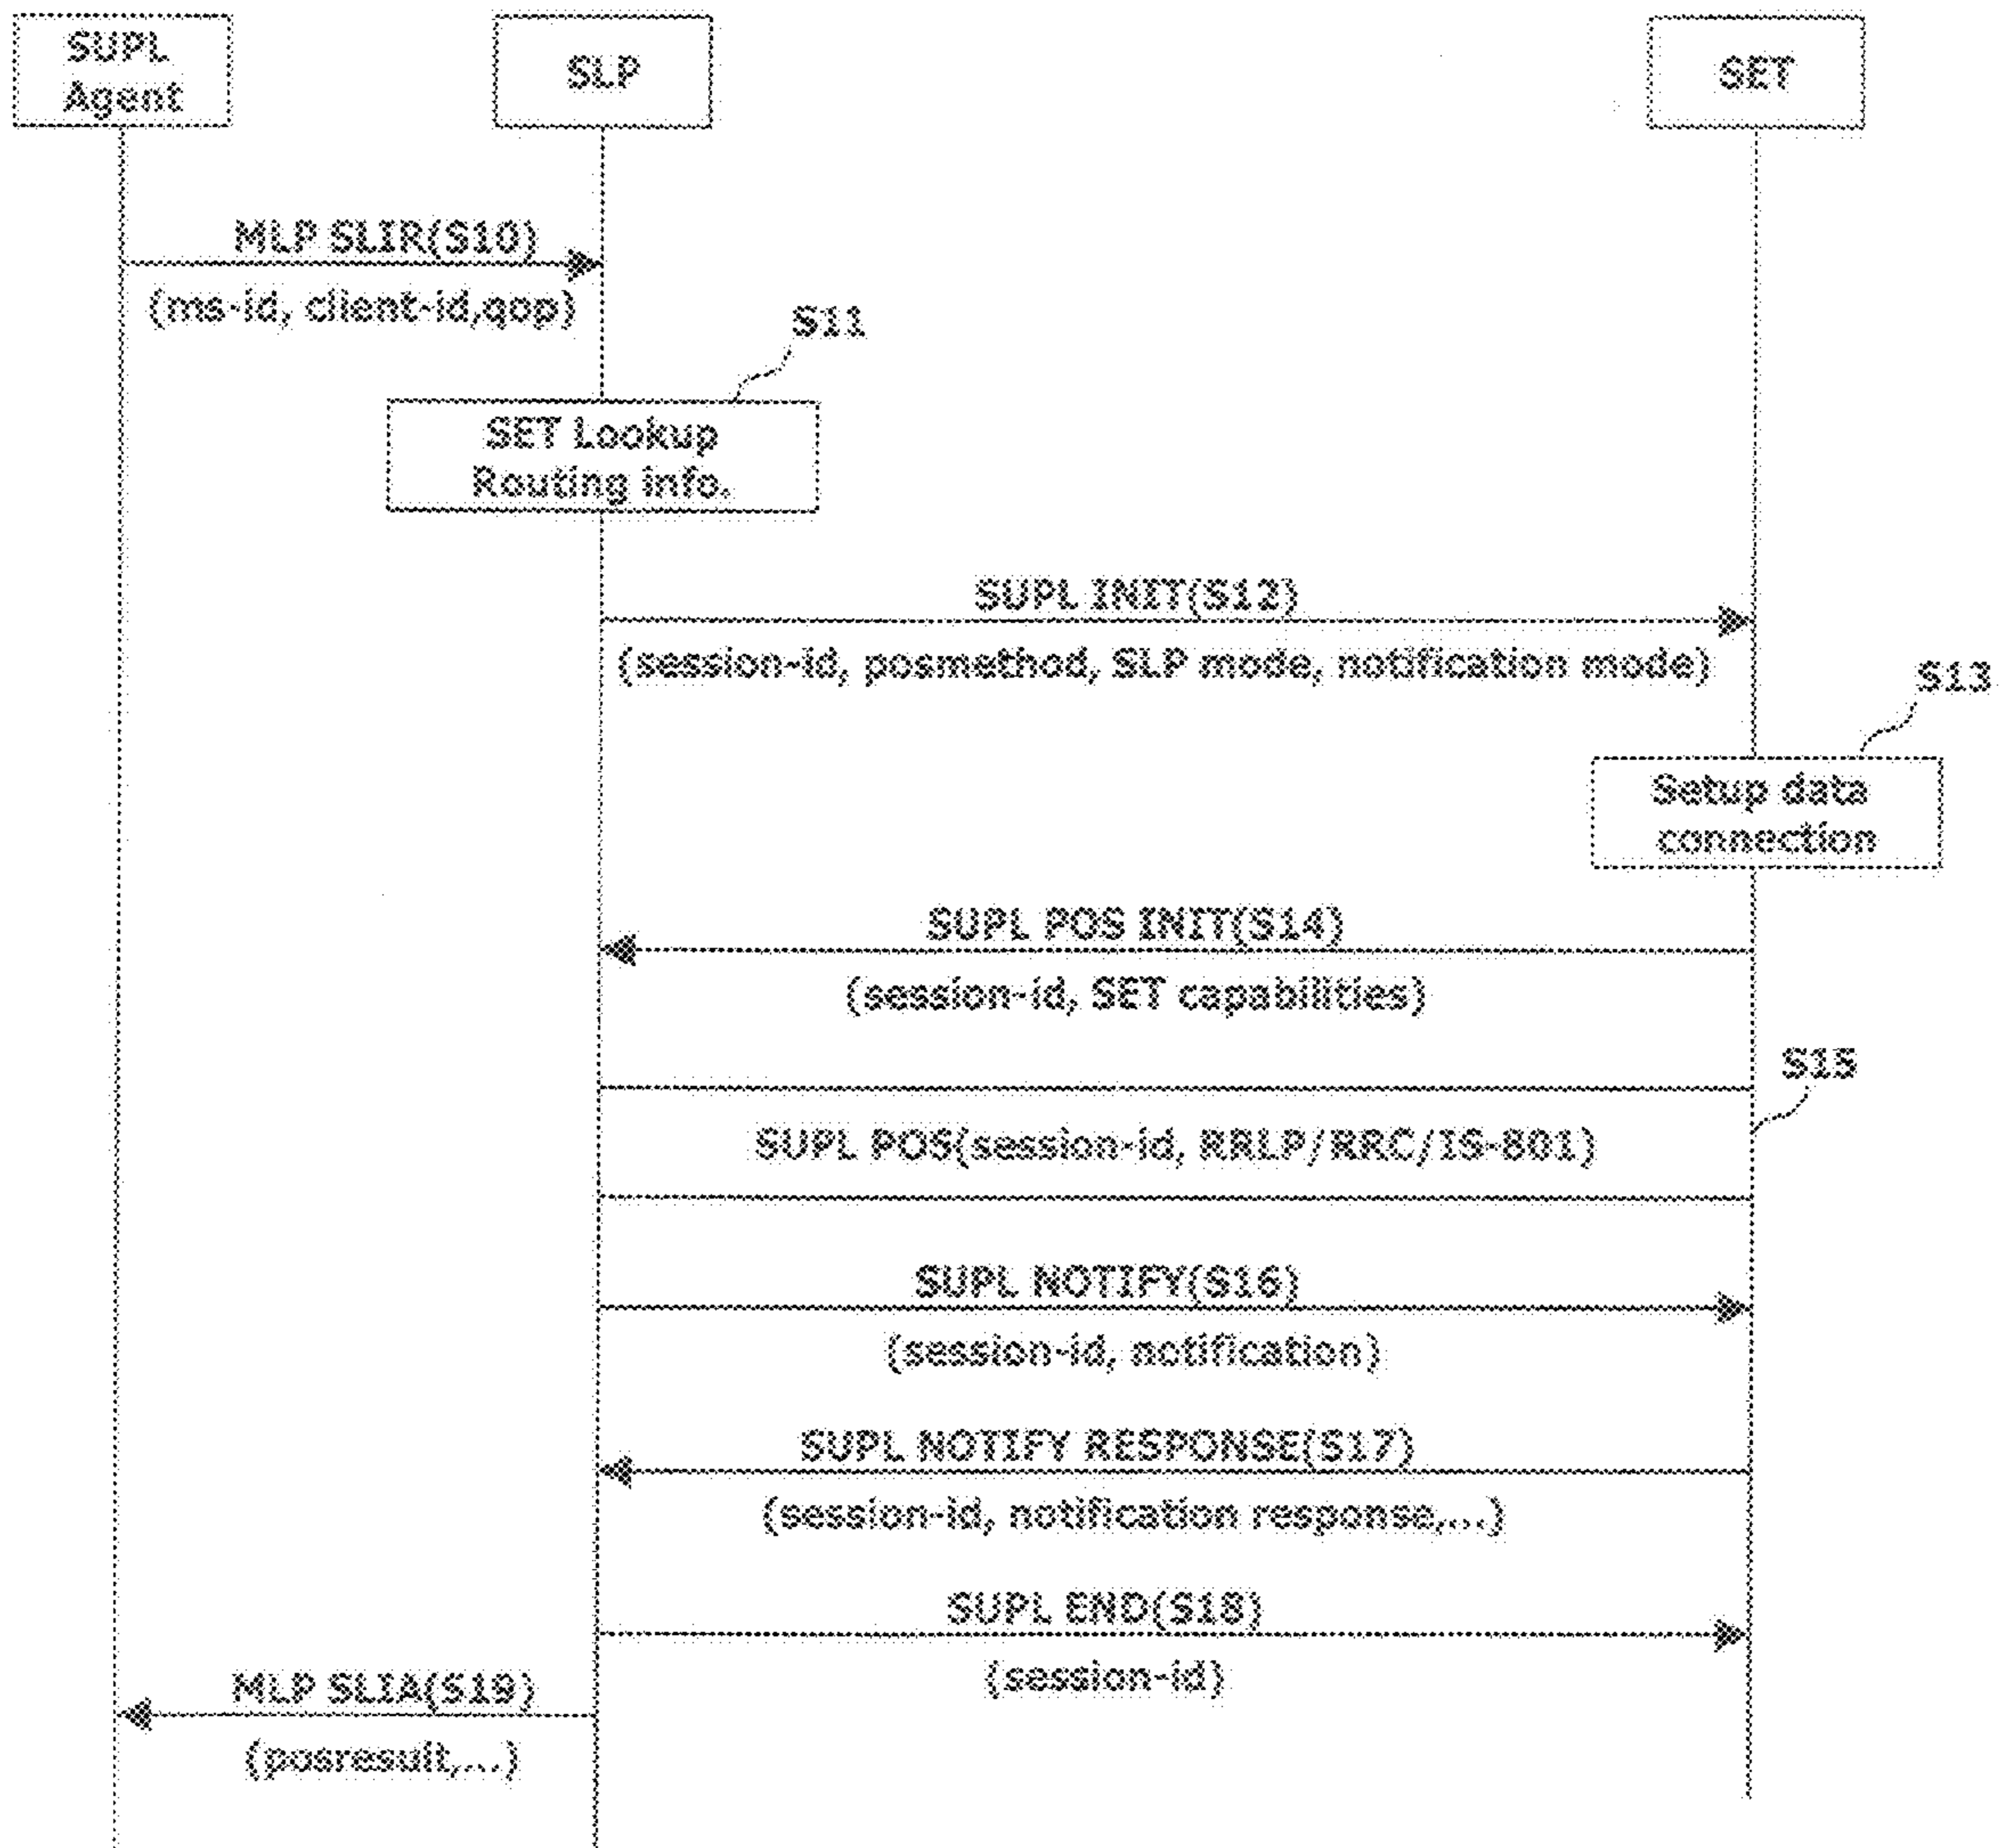 SUPL
Agent
SLP
SET
MLP SLIR(S10)
(ms-id, client-id,qop)
S11
SET Lookup
Routing info.
SUPL INIT(S12)
(session-id, posmethod, SLP mode, notification mode)
S13
Setup data
connection
SUPL POS INIT(S14)
(session-id, SET capabilities)
S15
SUPL POS(session-id, RRLP/RRC/IS-801)
SUPL NOTIFY(S16)
(session-id, notification)
SUPL NOTIFY RESPONSE(S17)
(session-id, notification response,...)
SUPL END(S18)
(session-id)
MLP SLIA(S19)
(posresult,...)